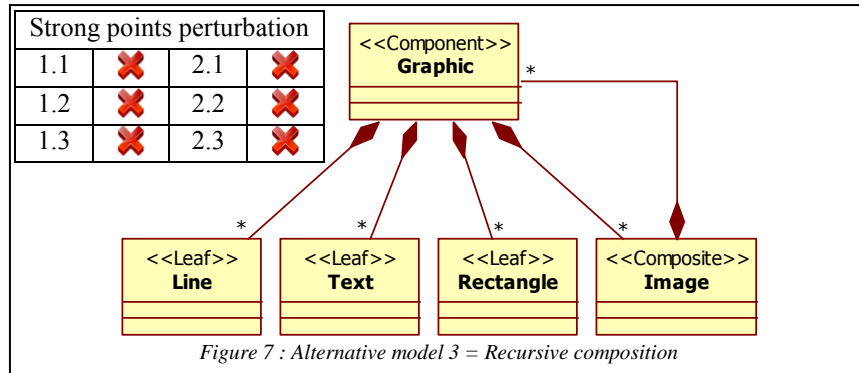 Strong points perturbation
1.1 2.1
1.2 2.2
1.3 2.3
<<Component>>
Graphic
*
* * * *
<<Leaf>> <<Leaf>> <<Leaf>> <<Composite>>
Line Text Rectangle Image
Figure 7 : Alternative model 3 = Recursive composition